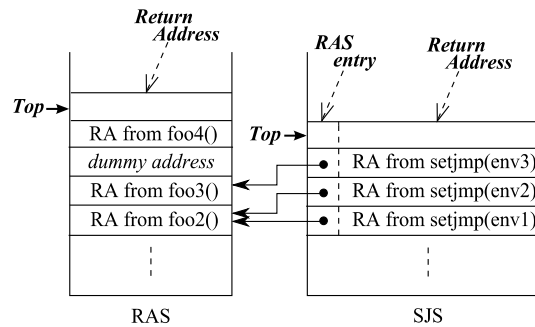 Return
Address
Top
RA from foo4()
dummy address
RA from foo3()
RA from foo2()
RAS
RAS
entry
Return
Address
Top
RA from setjmp(env3)
RA from setjmp(env2)
RA from setjmp(env1)
SJS